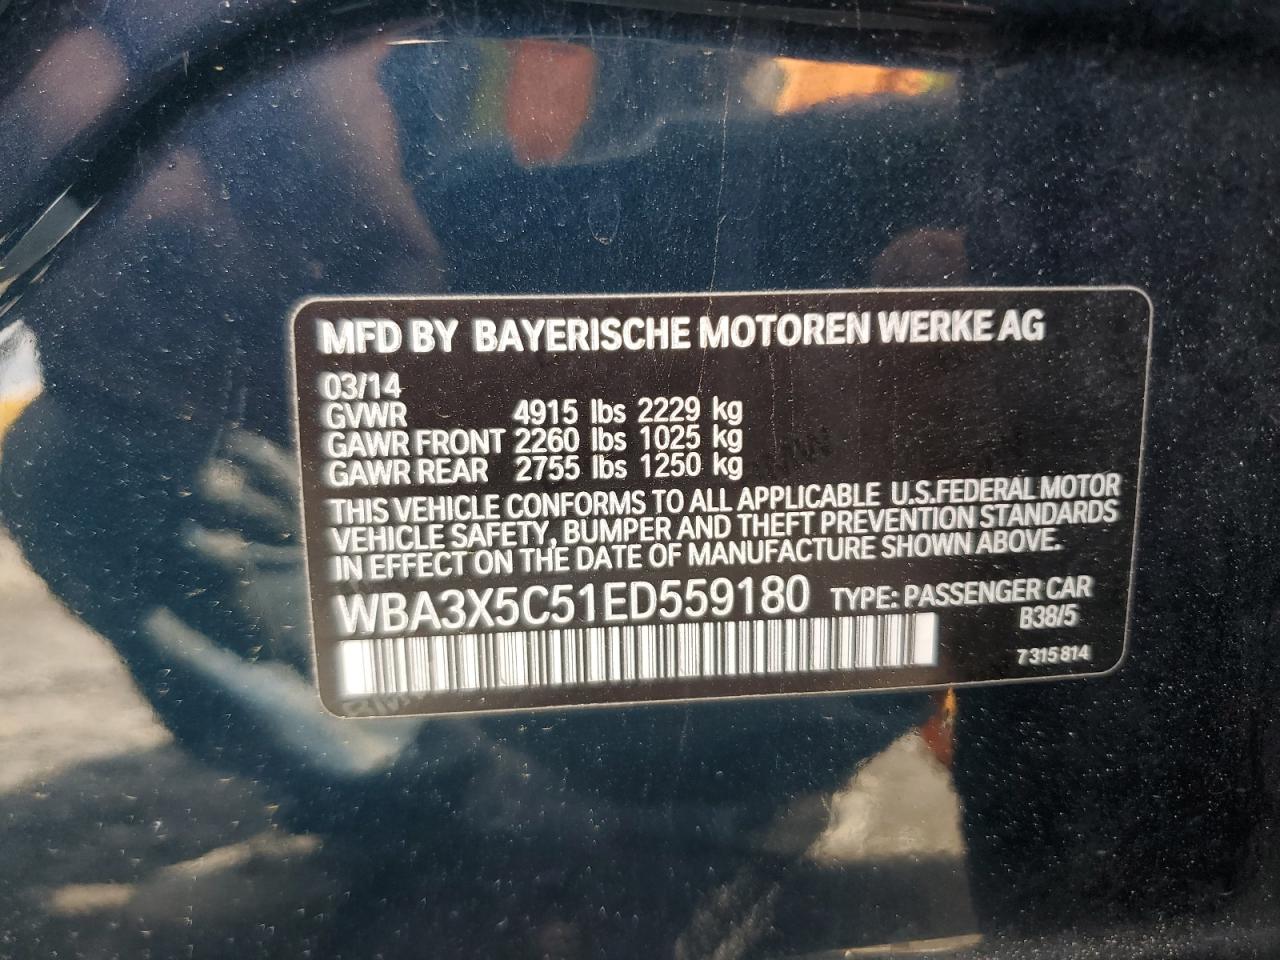 MFD BY BAYERISCHE MOTOREN WERKE AG
03/14
GVWR 4915 lbs 2229 kg
GAWR FRONT 2260 lbs 1025 kg
GAWR REAR 2755 lbs 1250 kg
THIS VEHICLE CONFORMS TO ALL APPLICABLE U.S.FEDERAL MOTOR
VEHICLE SAFETY, BUMPER AND THEFT PREVENTION STANDARDS
IN EFFECT ON THE DATE OF MANUFACTURE SHOWN ABOVE.
WBA3X5C51ED559180 TYPE: PASSENGER CAR
B38/5
7 315 814